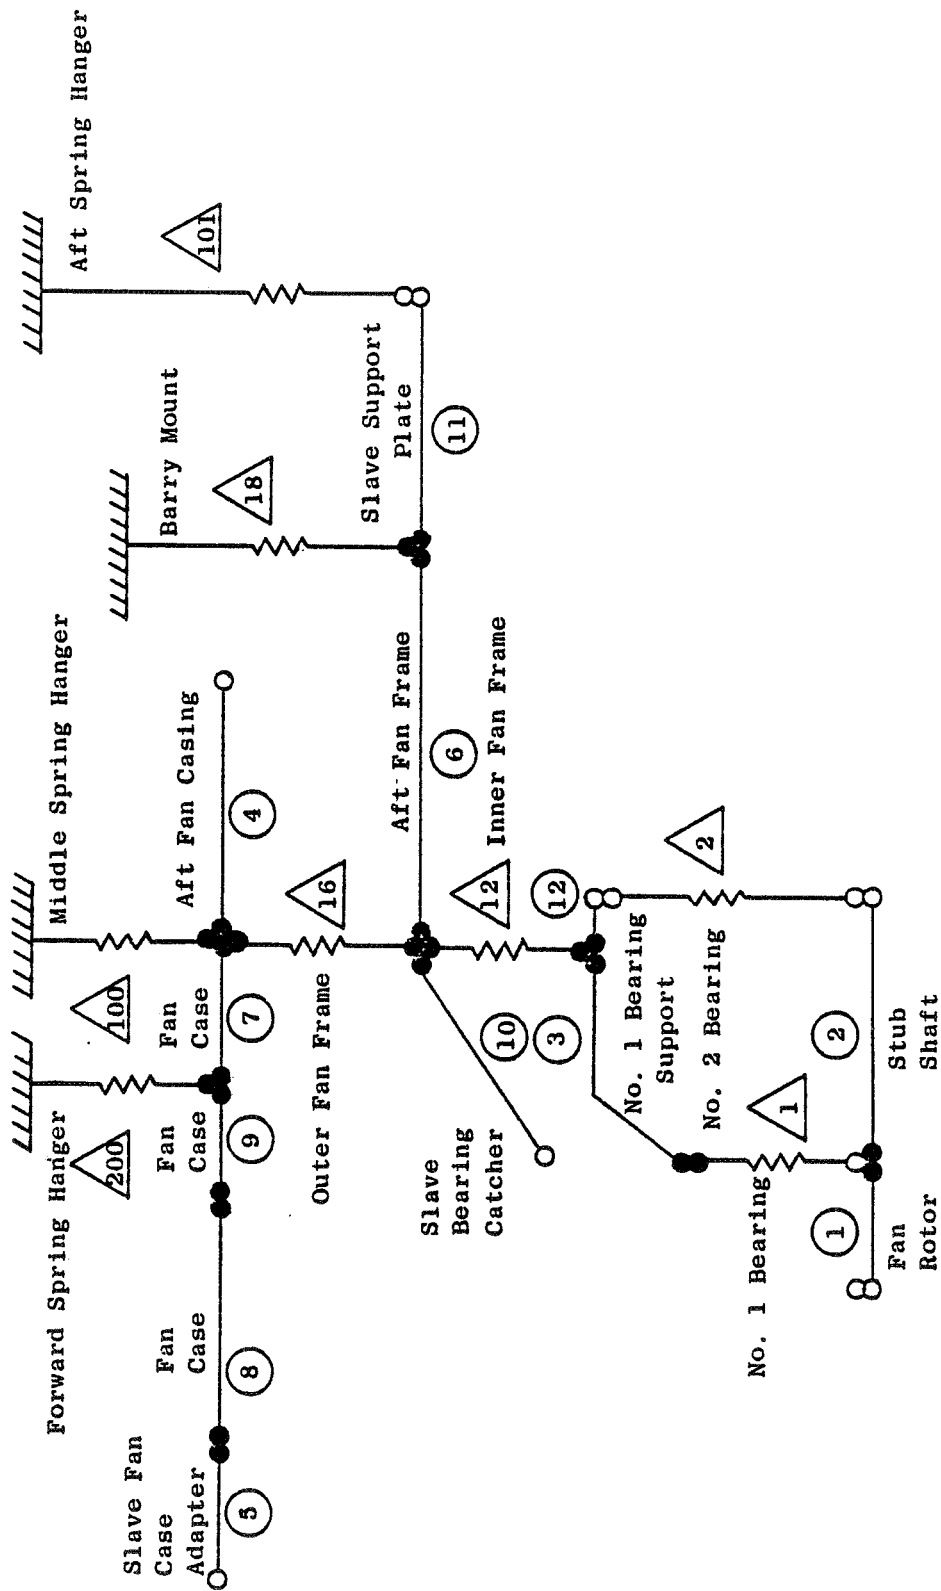 Forward Spring Hanger
200
Middle Spring Hanger
100
Aft Spring Hanger
101
Barry Mount
18
Slave Fan
Case
Adapter
5
Fan
Case
8
Fan
Case
9
Fan
Case
7
Aft Fan Casing
4
Outer Fan Frame
16
Aft Fan Frame
6
Slave Support
Plate
11
Inner Fan Frame
12
12
Slave
Bearing
Catcher
10
3
No. 1 Bearing
Support
No. 2 Bearing
2
No. 1 Bearing
1
1
Fan
Rotor
2
Stub
Shaft